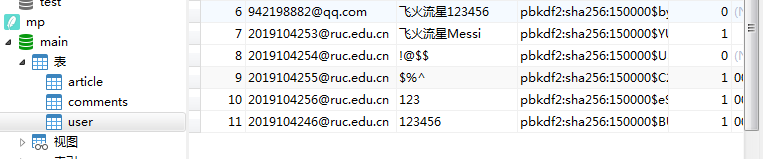 test
mp
main
表
article
comments
user
视图
6 942198882@qq.com 飞火流星123456 pbkdf2:sha256:150000$by 0 (N
7 2019104253@ruc.edu.cn 飞火流星Messi pbkdf2:sha256:150000$YU 1
8 2019104254@ruc.edu.cn !@$$ pbkdf2:sha256:150000$U 0 (N
9 2019104255@ruc.edu.cn $%^ pbkdf2:sha256:150000$C2 1 00
10 2019104256@ruc.edu.cn 123 pbkdf2:sha256:150000$eS 1 00
11 2019104246@ruc.edu.cn 123456 pbkdf2:sha256:150000$BU 1 00